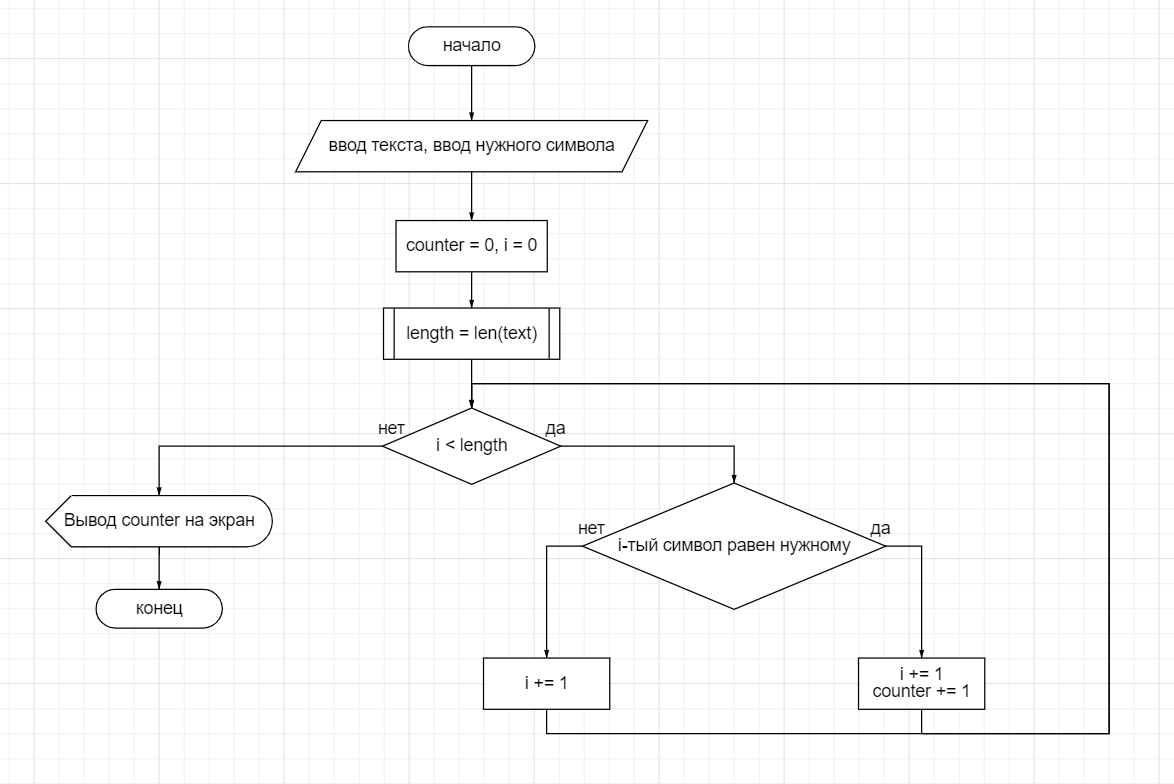 начало
ввод текста, ввод нужного символа
counter = 0, i = 0
length = len(text)
нет
да
i < length
Вывод counter на экран
конец
нет
да
i-тый символ равен нужному
i += 1
i += 1
counter += 1